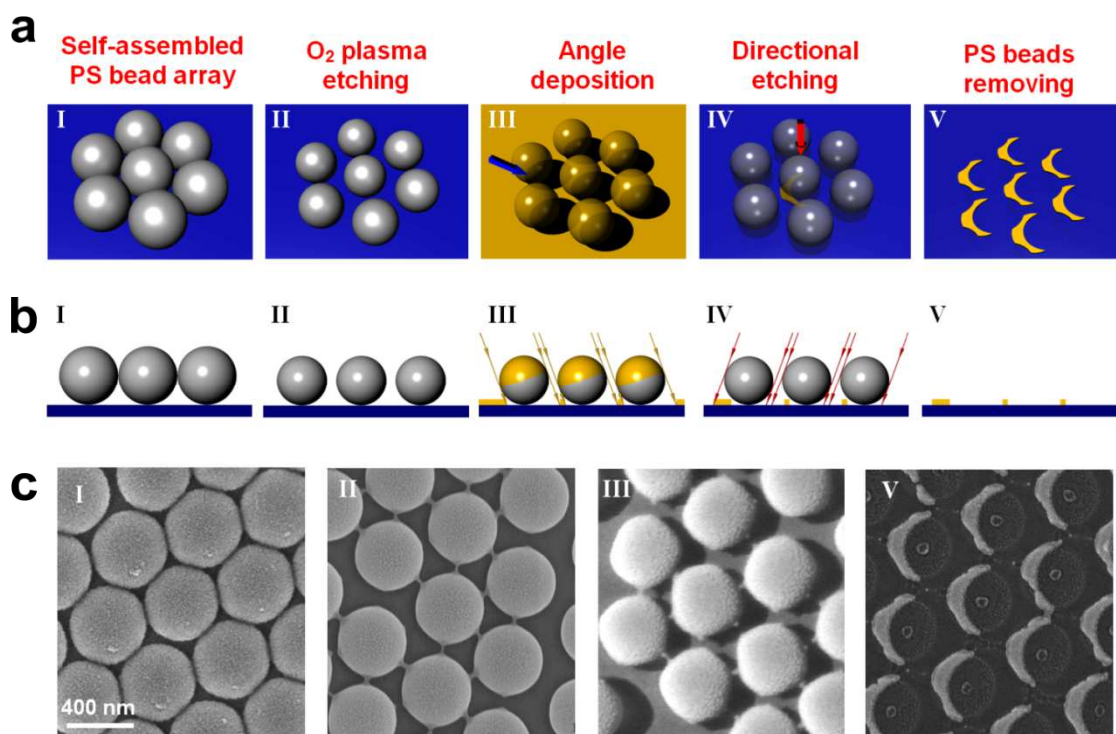 a
Self-assembled
PS bead array
O₂ plasma
etching
Angle
deposition
Directional
etching
PS beads
removing
I
II
III
IV
V
b
I
II
III
IV
V
c
I
II
III
V
400 nm